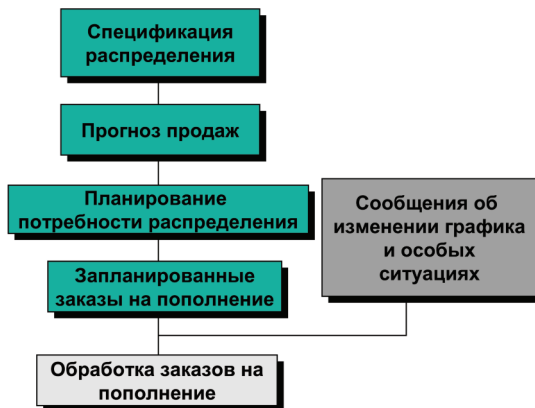 Спецификация
распределения
Прогноз продаж
Планирование
потребности распределения
Сообщения об
изменении графика
и особых
ситуациях
Запланированные
заказы на пополнение
Обработка заказов на
пополнение